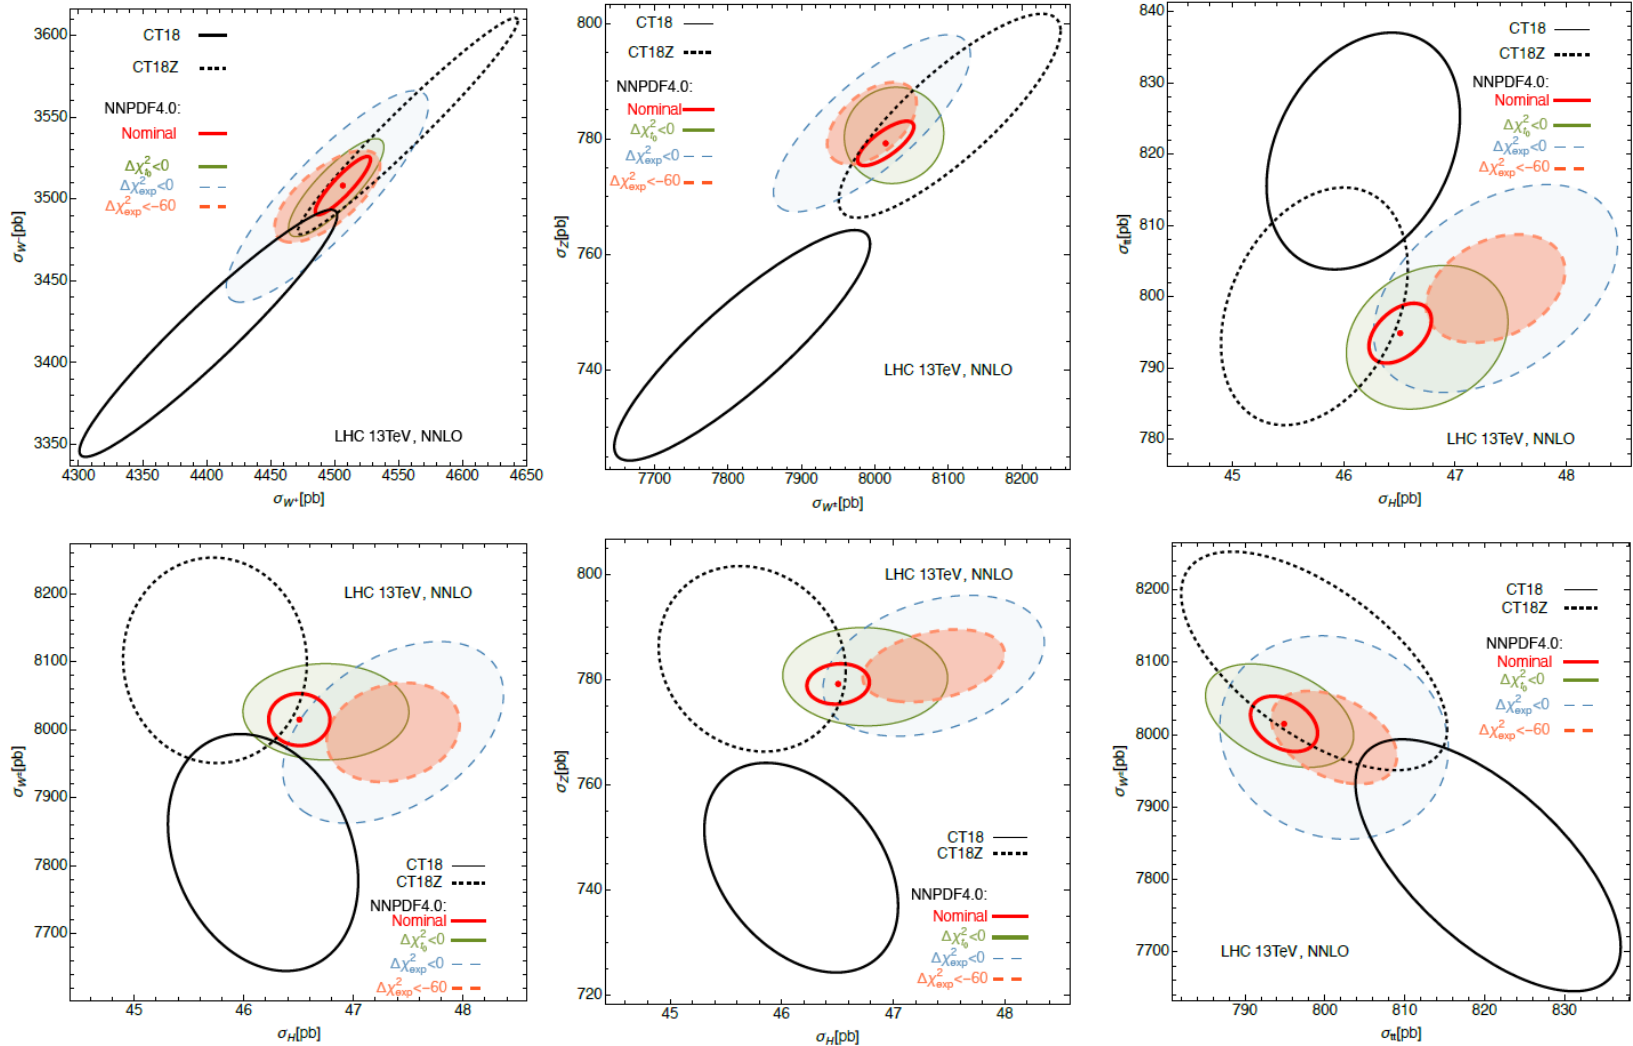 3600
3550
3500
3450
3400
3350
σW-[pb]
CT18
CT18Z
NNPDF4.0:
Nominal
Δχ²t₀<0
Δχ²exp<0
Δχ²exp<-60
LHC 13TeV, NNLO
4300 4350 4400 4450 4500 4550 4600 4650
σW+[pb]
800
780
760
740
σZ[pb]
CT18
CT18Z
NNPDF4.0:
Nominal
Δχ²t₀<0
Δχ²exp<0
Δχ²exp<-60
LHC 13TeV, NNLO
7700 7800 7900 8000 8100 8200
σW±[pb]
840
830
820
810
800
790
780
σtt[pb]
CT18
CT18Z
NNPDF4.0:
Nominal
Δχ²t₀<0
Δχ²exp<0
Δχ²exp<-60
LHC 13TeV, NNLO
45 46 47 48
σH[pb]
8200
8100
8000
7900
7800
7700
σW±[pb]
LHC 13TeV, NNLO
CT18
CT18Z
NNPDF4.0:
Nominal
Δχ²t₀<0
Δχ²exp<0
Δχ²exp<-60
45 46 47 48
σH[pb]
800
780
760
740
720
σZ[pb]
LHC 13TeV, NNLO
CT18
CT18Z
NNPDF4.0:
Nominal
Δχ²t₀<0
Δχ²exp<0
Δχ²exp<-60
45 46 47 48
σH[pb]
8200
8100
8000
7900
7800
7700
σW±[pb]
CT18
CT18Z
NNPDF4.0:
Nominal
Δχ²t₀<0
Δχ²exp<0
Δχ²exp<-60
LHC 13TeV, NNLO
790 800 810 820 830
σtt[pb]